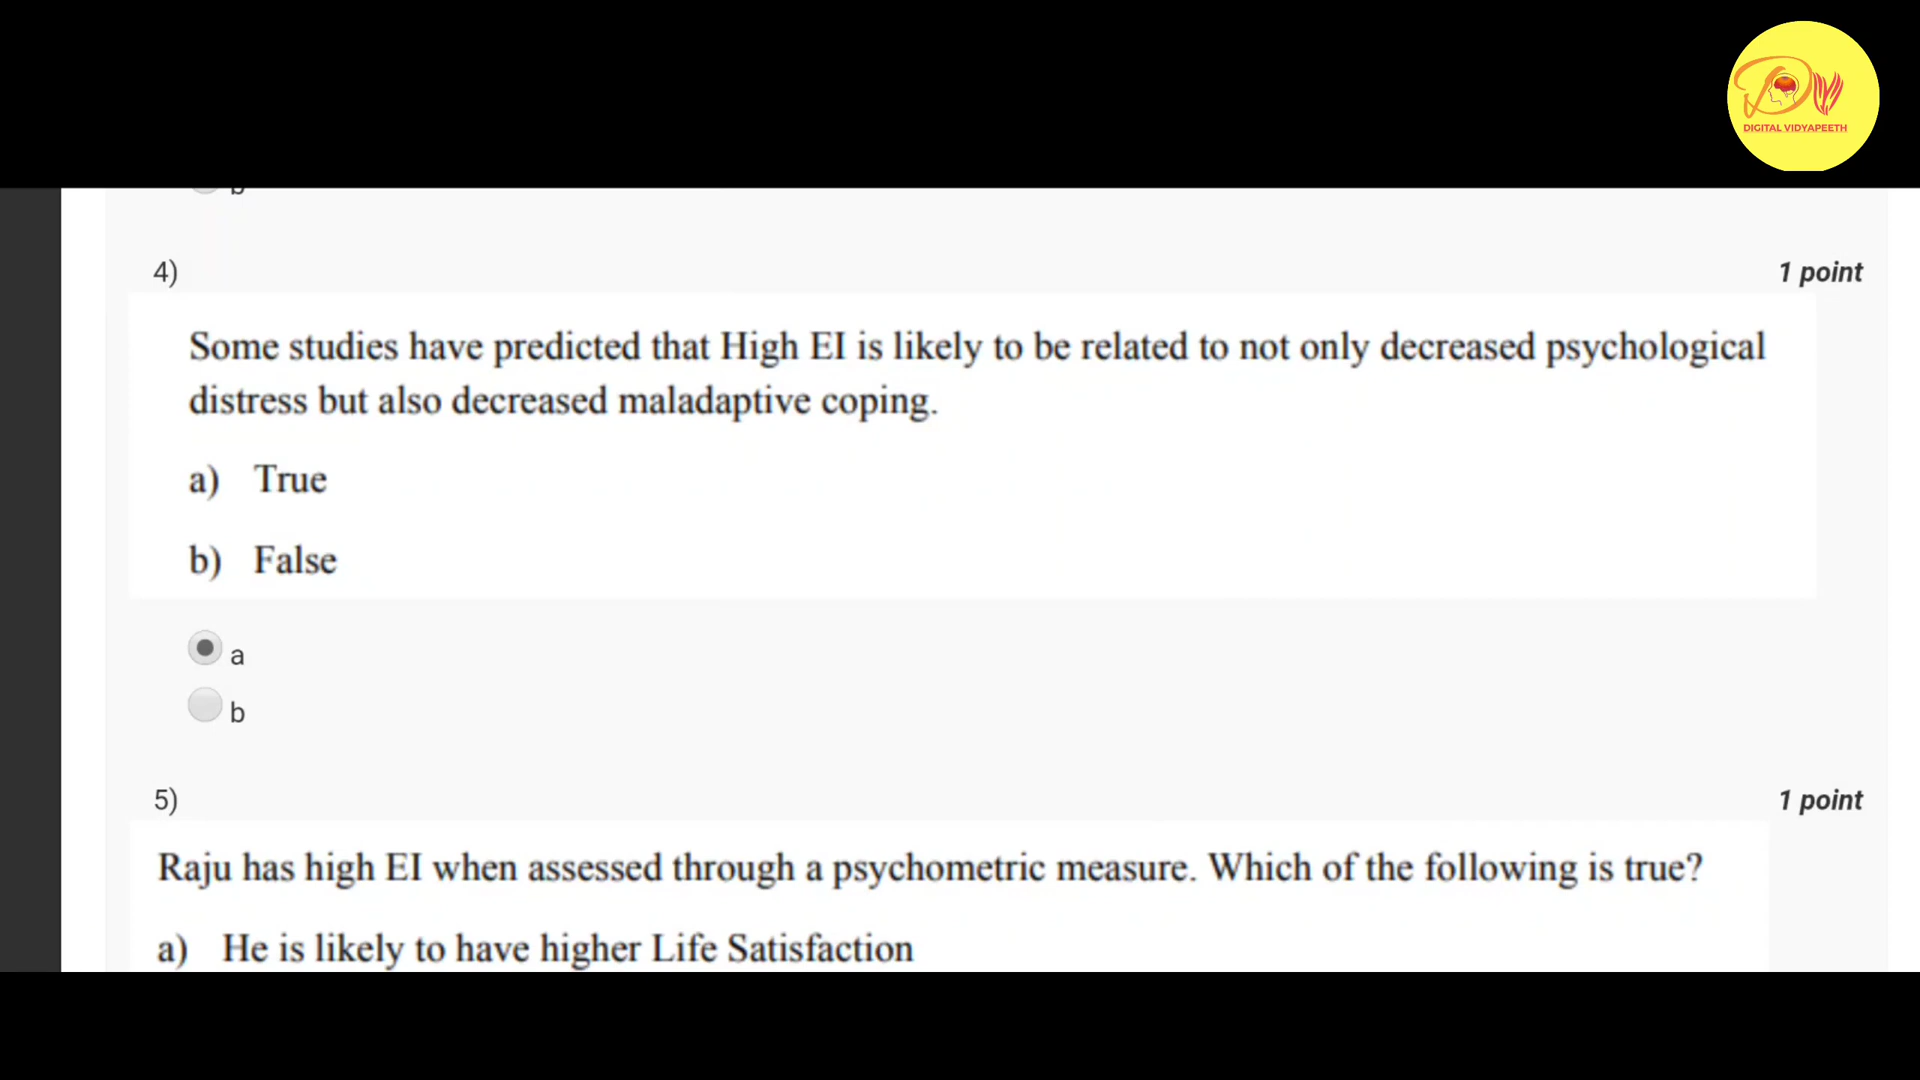 DIGITAL VIDYAPEETH
4)
1 point
Some studies have predicted that High EI is likely to be related to not only decreased psychological
distress but also decreased maladaptive coping.
a) True
b) False
a
b
5)
1 point
Raju has high EI when assessed through a psychometric measure. Which of the following is true?
a) He is likely to have higher Life Satisfaction